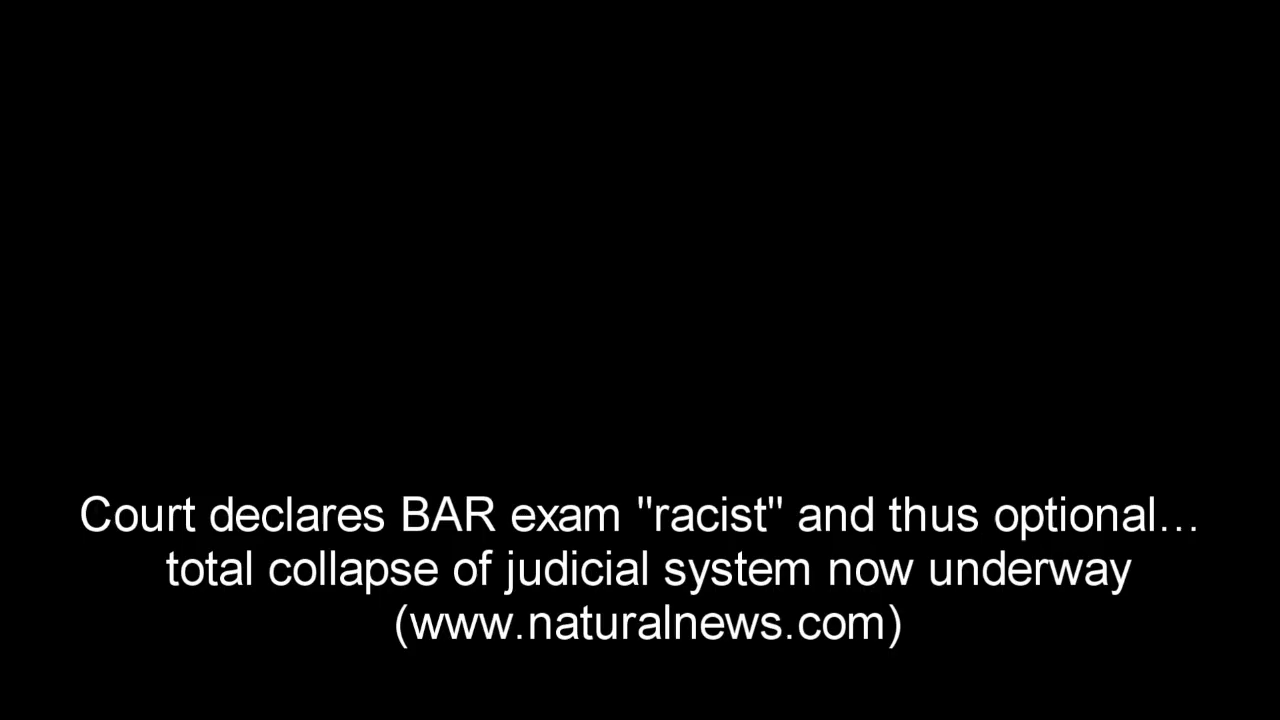 Court declares BAR exam "racist" and thus optional...
total collapse of judicial system now underway
(www.naturalnews.com)